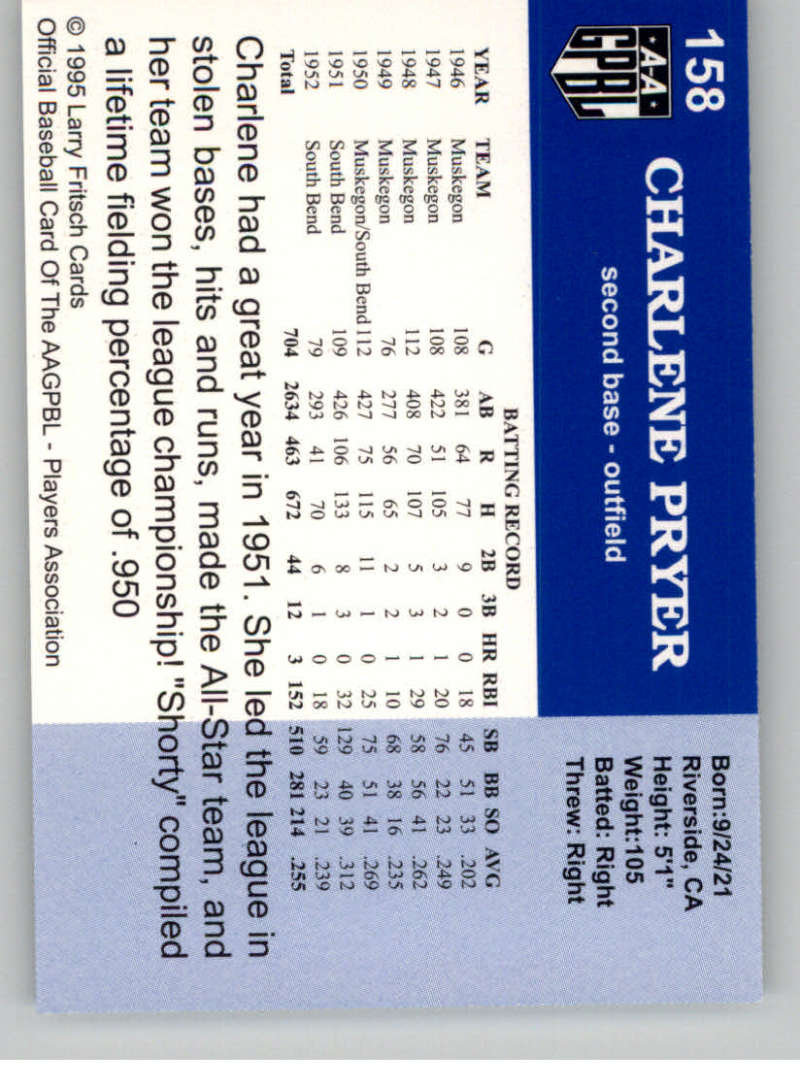 158
A-A
GPBL
CHARLENE PRYER
second base - outfield
Born:9/24/21
Riverside, CA
Height: 5'1"
Weight:105
Batted: Right
Threw: Right
BATTING RECORD
YEAR TEAM G AB R H 2B 3B HR RBI SB BB SO AVG
1946 Muskegon 108 381 64 77 9 0 0 18 45 51 33 .202
1947 Muskegon 108 422 51 105 3 2 1 20 76 22 23 .249
1948 Muskegon 112 408 70 107 5 3 1 29 58 56 41 .262
1949 Muskegon 76 277 56 65 2 2 1 10 68 38 16 .235
1950 Muskegon/South Bend 112 427 75 115 11 1 0 25 75 51 41 .269
1951 South Bend 109 426 106 133 8 3 0 32 129 40 39 .312
1952 South Bend 79 293 41 70 6 1 0 18 59 23 21 .239
Total 704 2634 463 672 44 12 3 152 510 281 214 .255
Charlene had a great year in 1951. She led the league in
stolen bases, hits and runs, made the All-Star team, and
her team won the league championship! "Shorty" compiled
a lifetime fielding percentage of .950
© 1995 Larry Fritsch Cards
Official Baseball Card Of The AAGPBL - Players Association